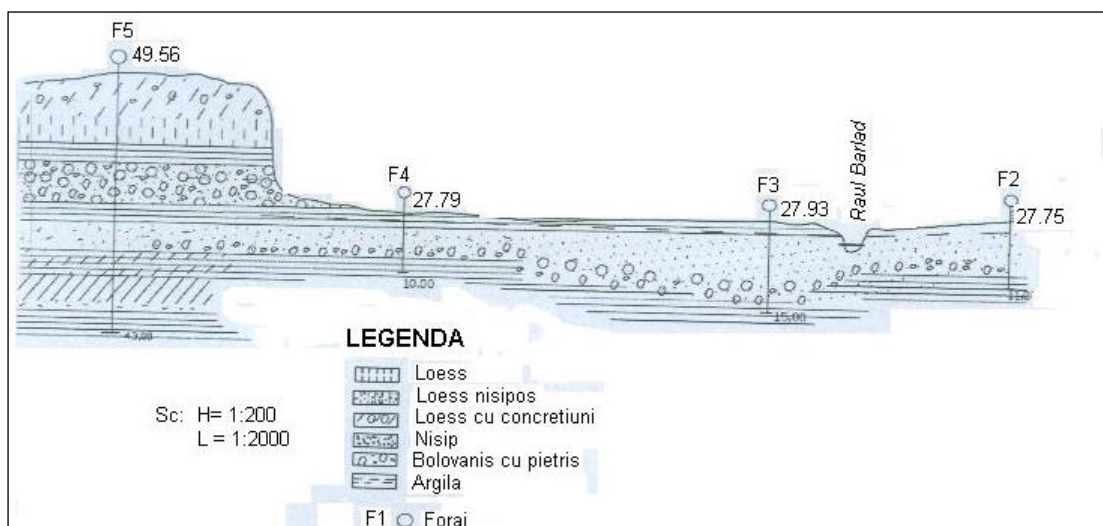 F5
49.56
F4
27.79
F3
27.93
Raul Barlad
F2
27.75
10.00
15,00
LEGENDA
Loess
Loess nisipos
Loess cu concretiuni
Nisip
Bolovanis cu pietris
Argila
F1 Foraj
Sc: H= 1:200
L = 1:2000